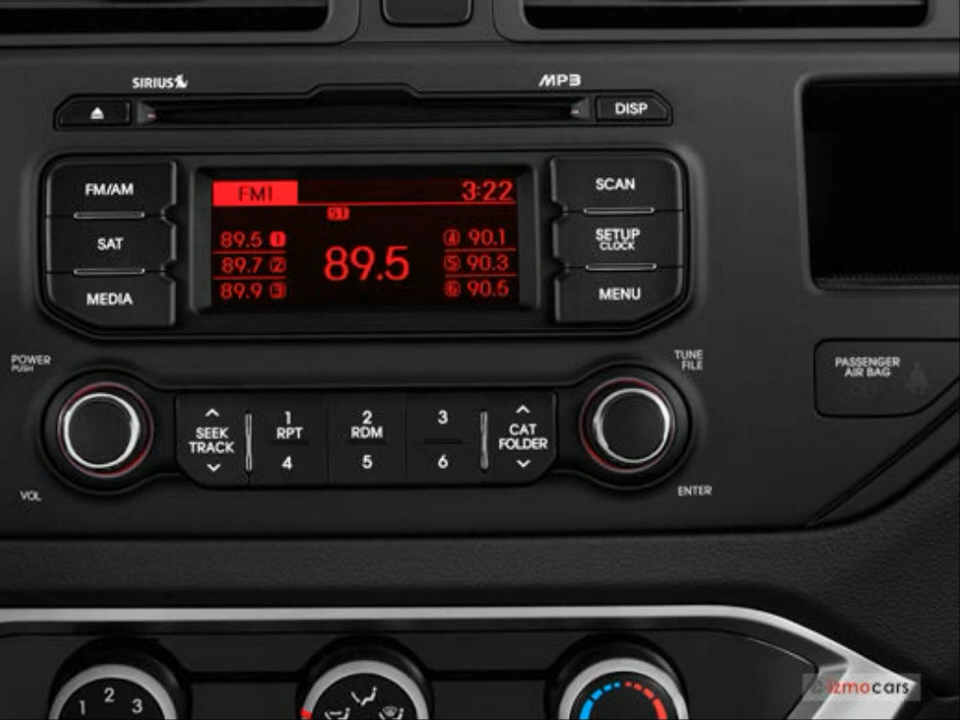 SIRIUS
MP3
DISP
FM/AM
SAT
MEDIA
FM1
3:22
ST
89.5 1
89.7 2
89.9 3
89.5
4 90.1
5 90.3
6 90.5
SCAN
SETUP
CLOCK
MENU
POWER
PUSH
VOL
SEEK
TRACK
1
RPT
4
2
RDM
5
3
6
CAT
FOLDER
TUNE
FILE
ENTER
PASSENGER
AIR BAG
1 2 3
izmocars